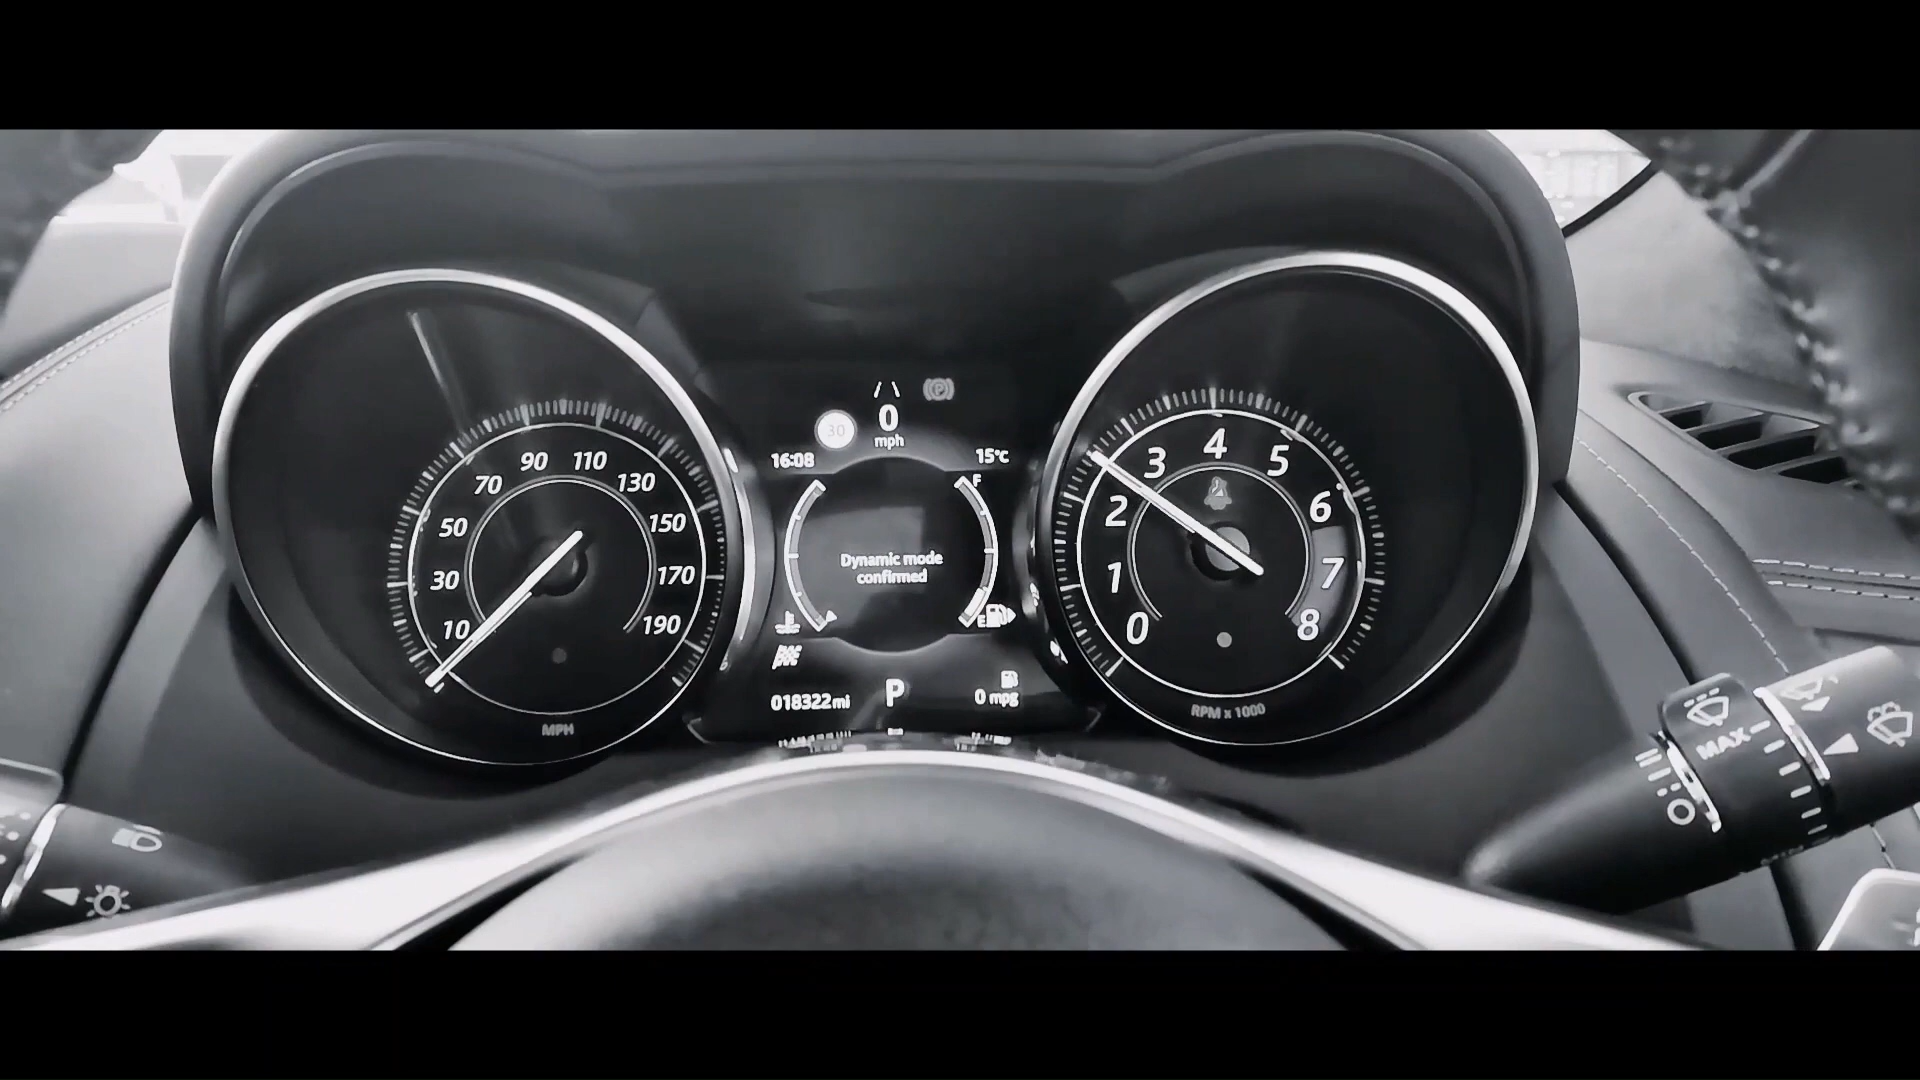 0
mph
30
16:08
15°C
F
Dynamic mode
confirmed
E
018322mi
P
0 mpg
10
30
50
70
90
110
130
150
170
190
MPH
0
1
2
3
4
5
6
7
8
RPM x 1000
MAX
MIN